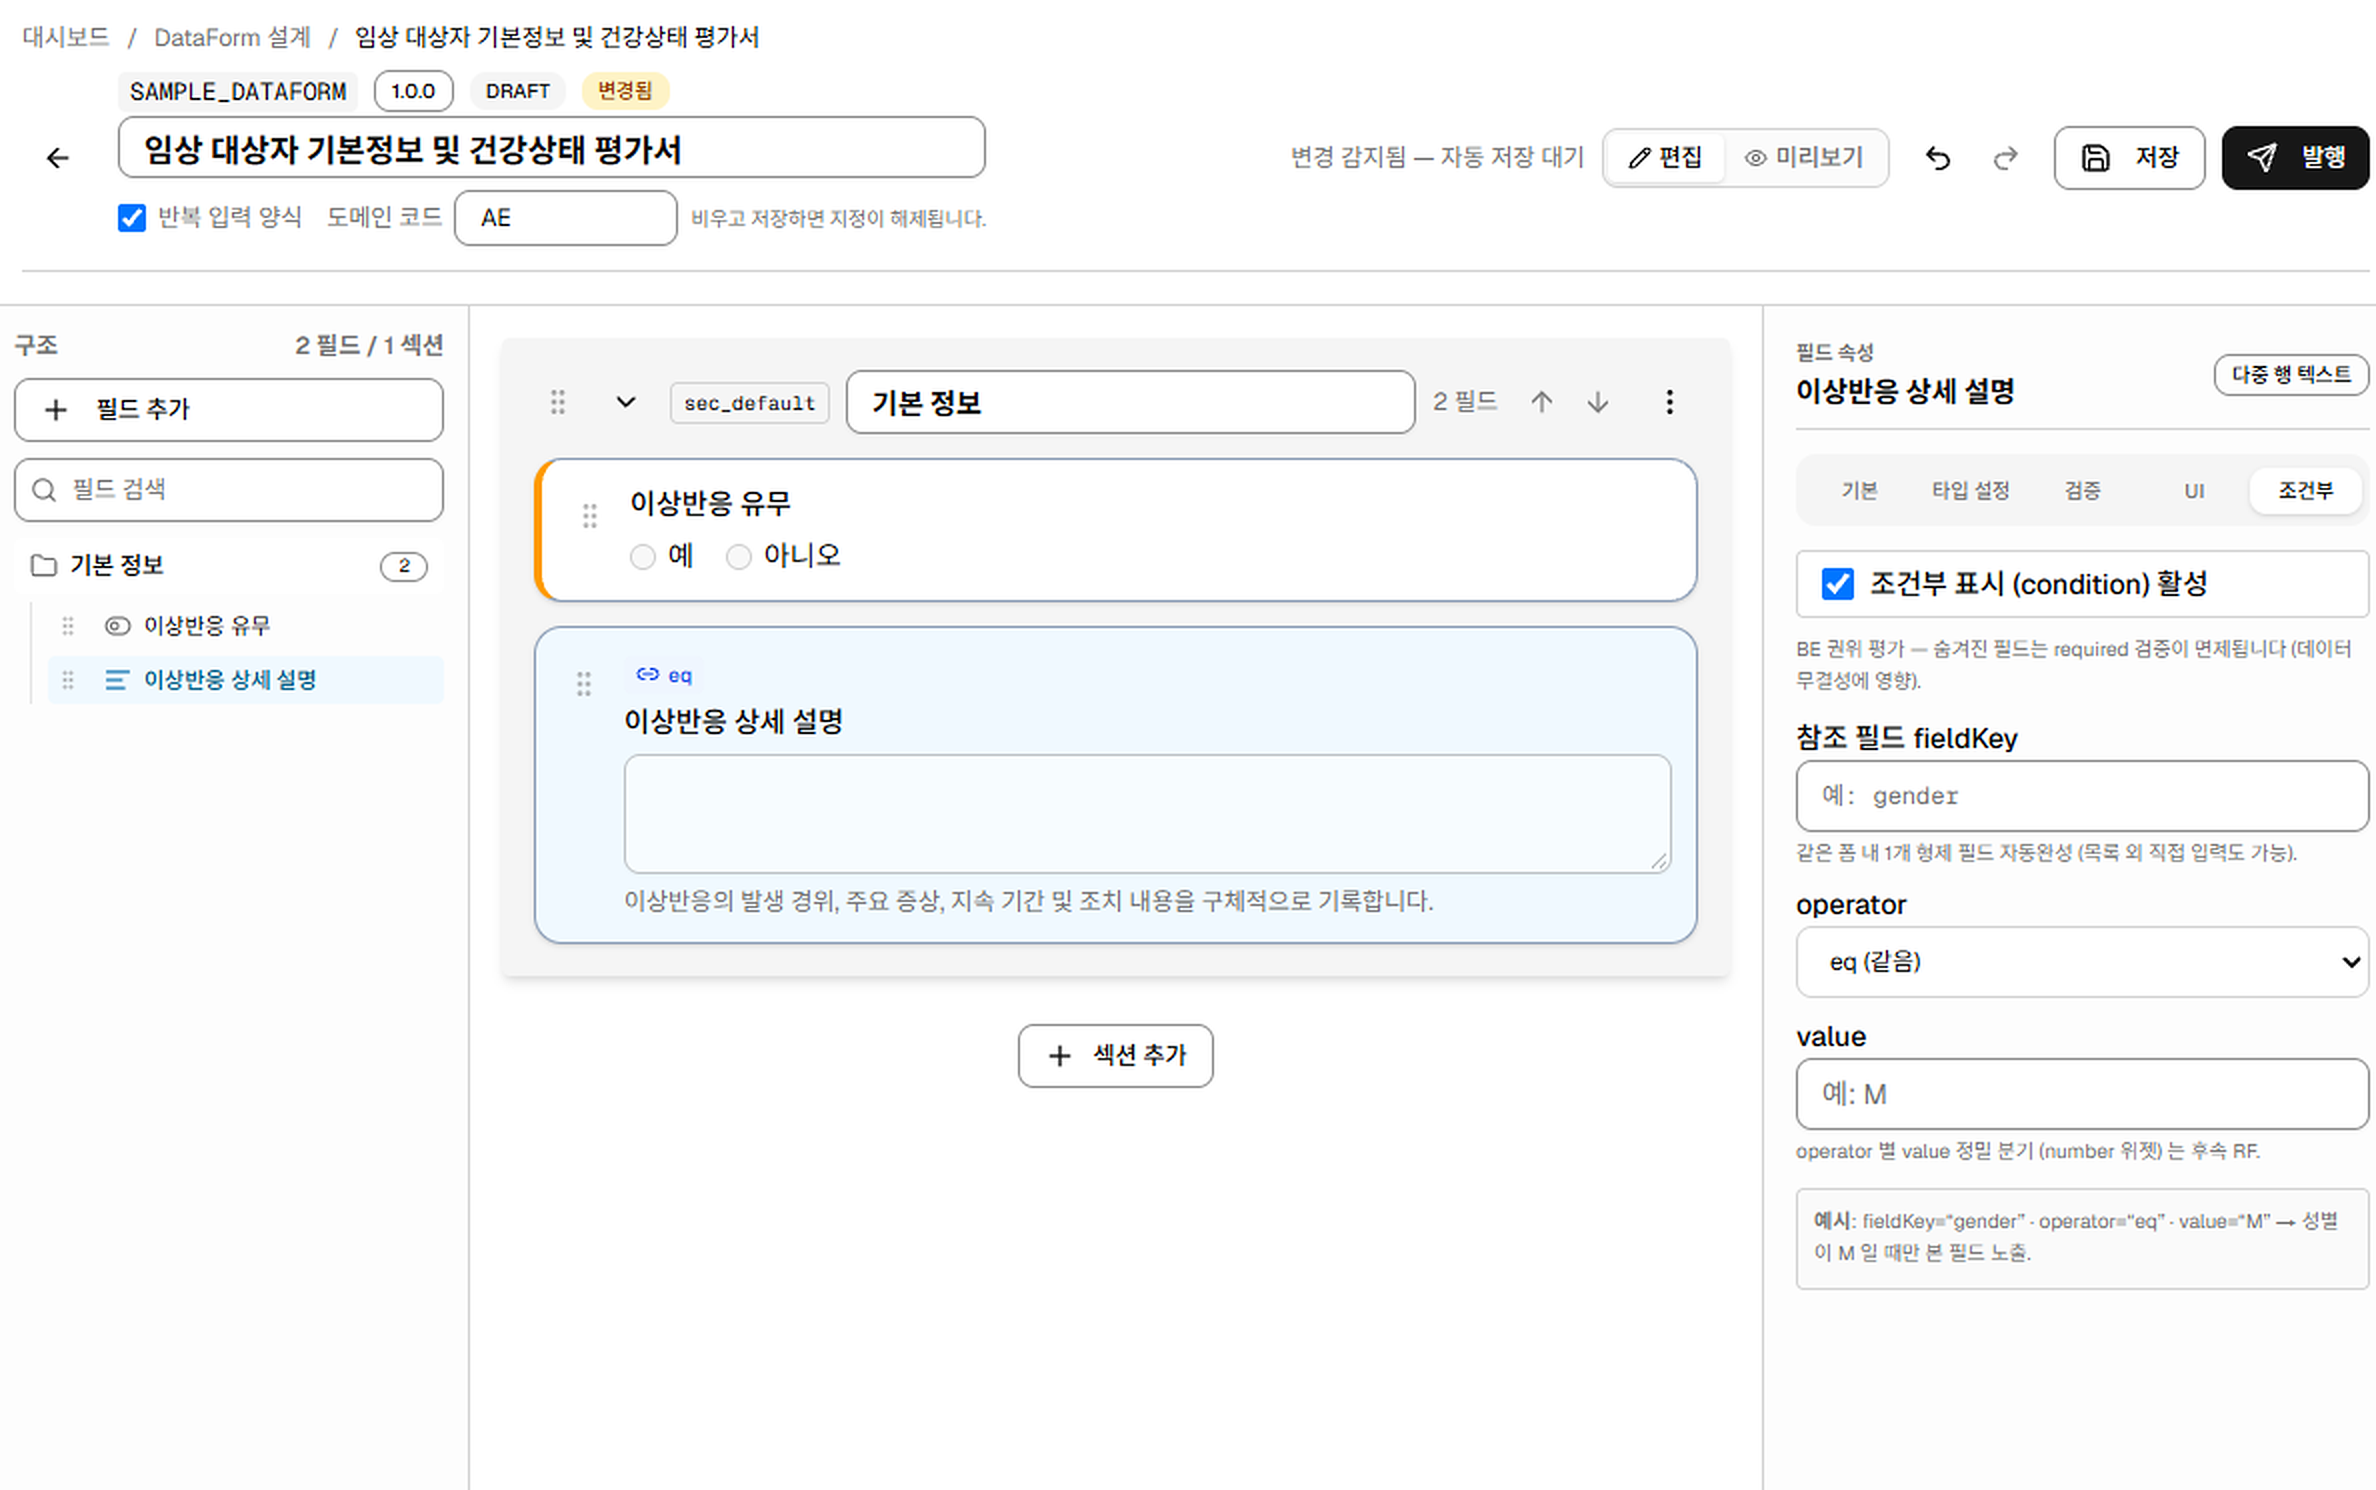 대시보드 / DataForm 설계 / 임상 대상자 기본정보 및 건강상태 평가서
SAMPLE_DATAFORM 1.0.0 DRAFT 변경됨
임상 대상자 기본정보 및 건강상태 평가서
변경 감지됨 — 자동 저장 대기 편집 미리보기 저장 발행
반복 입력 양식 도메인 코드 AE 비우고 저장하면 지정이 해제됩니다.
구조 2 필드 / 1 섹션
필드 추가
필드 검색
기본 정보 2
이상반응 유무
이상반응 상세 설명
sec_default 기본 정보 2 필드
이상반응 유무
예 아니오
eq
이상반응 상세 설명
이상반응의 발생 경위, 주요 증상, 지속 기간 및 조치 내용을 구체적으로 기록합니다.
섹션 추가
필드 속성
이상반응 상세 설명 다중 행 텍스트
기본 타입 설정 검증 UI 조건부
조건부 표시 (condition) 활성
BE 권위 평가 — 숨겨진 필드는 required 검증이 면제됩니다 (데이터
무결성에 영향).
참조 필드 fieldKey
예: gender
같은 폼 내 1개 형제 필드 자동완성 (목록 외 직접 입력도 가능).
operator
eq (같음)
value
예: M
operator 별 value 정밀 분기 (number 위젯) 는 후속 RF.
예시: fieldKey=“gender” · operator=“eq” · value=“M” → 성별
이 M 일 때만 본 필드 노출.